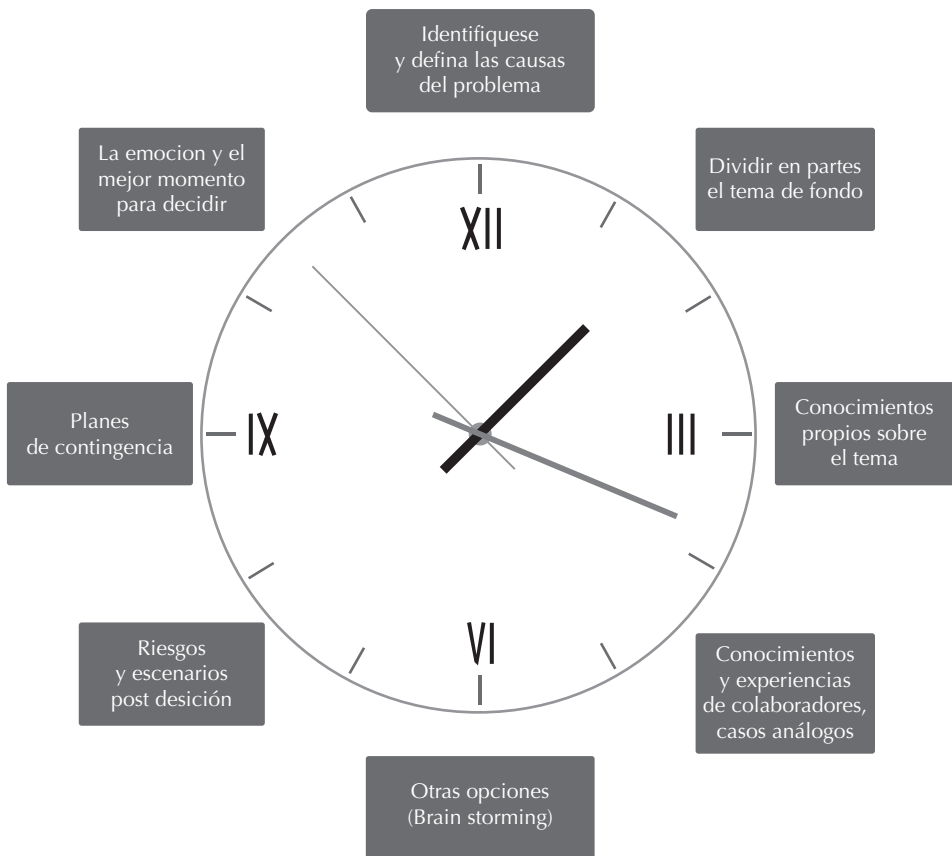 Identifiquese
y defina las causas
del problema
Dividir en partes
el tema de fondo
Conocimientos
propios sobre
el tema
Conocimientos
y experiencias
de colaboradores,
casos análogos
Otras opciones
(Brain storming)
Riesgos
y escenarios
post desición
Planes
de contingencia
La emocion y el
mejor momento
para decidir
XII
III
VI
IX